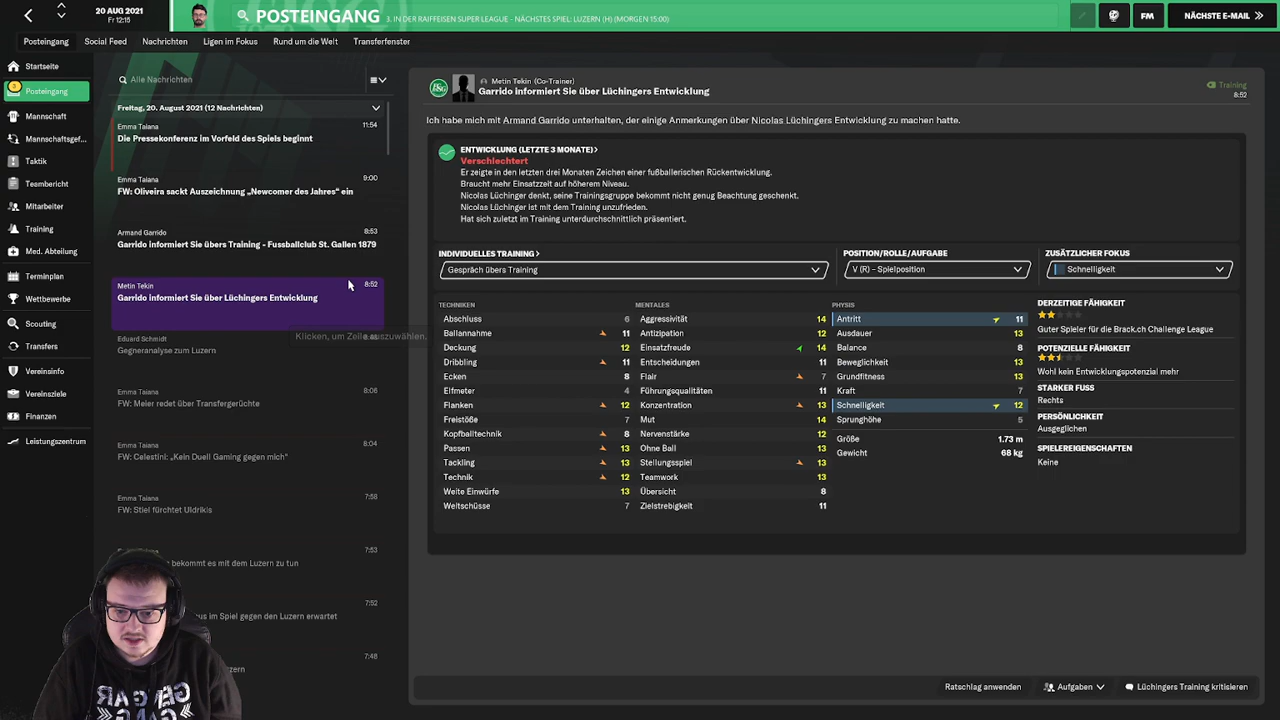 20 AUG 2021
Fr 12:15
POSTEINGANG
3. IN DER RAIFFEISEN SUPER LEAGUE - NÄCHSTES SPIEL: LUZERN (H) (MORGEN 15:00)
FM
NÄCHSTE E-MAIL
Posteingang
Social Feed
Nachrichten
Ligen im Fokus
Rund um die Welt
Transferfenster
Startseite
3
Posteingang
Mannschaft
Mannschaftsgef...
Taktik
Teambericht
Mitarbeiter
Training
Med. Abteilung
Terminplan
Wettbewerbe
Scouting
Transfers
Vereinsinfo
Vereinsziele
Finanzen
Leistungszentrum
Alle Nachrichten
Freitag, 20. August 2021 (12 Nachrichten)
Emma Taiana
11:54
Die Pressekonferenz im Vorfeld des Spiels beginnt
Emma Taiana
9:00
FW: Oliveira sackt Auszeichnung „Newcomer des Jahres“ ein
Armand Garrido
8:53
Garrido informiert Sie übers Training - Fussballclub St. Gallen 1879
Metin Tekin
8:52
Garrido informiert Sie über Lüchingers Entwicklung
Klicken, um Zeile auszuwählen.
Eduard Schmidt
Gegneranalyse zum Luzern
Emma Taiana
8:06
FW: Meier redet über Transfergerüchte
Emma Taiana
8:04
FW: Celestini: „Kein Duell Gaming gegen mich“
Emma Taiana
7:58
FW: Stiel fürchtet Uldrikis
7:53
bekommt es mit dem Luzern zu tun
7:52
us im Spiel gegen den Luzern erwartet
7:48
zern
Metin Tekin (Co-Trainer)
Garrido informiert Sie über Lüchingers Entwicklung
Training
8:52
Ich habe mich mit Armand Garrido unterhalten, der einige Anmerkungen über Nicolas Lüchingers Entwicklung zu machen hatte.
ENTWICKLUNG (LETZTE 3 MONATE)
Verschlechtert
Er zeigte in den letzten drei Monaten Zeichen einer fußballerischen Rückentwicklung.
Braucht mehr Einsatzzeit auf höherem Niveau.
Nicolas Lüchinger denkt, seine Trainingsgruppe bekommt nicht genug Beachtung geschenkt.
Nicolas Lüchinger ist mit dem Training unzufrieden.
Hat sich zuletzt im Training unterdurchschnittlich präsentiert.
INDIVIDUELLES TRAINING
Gespräch übers Training
POSITION/ROLLE/AUFGABE
V (R) – Spielposition
ZUSÄTZLICHER FOKUS
Schnelligkeit
TECHNIKEN
Abschluss 6
Ballannahme 11
Deckung 12
Dribbling 11
Ecken 8
Elfmeter 4
Flanken 12
Freistöße 7
Kopfballtechnik 8
Passen 13
Tackling 13
Technik 12
Weite Einwürfe 13
Weitschüsse 7
MENTALES
Aggressivität 14
Antizipation 12
Einsatzfreude 14
Entscheidungen 11
Flair 7
Führungsqualitäten 11
Konzentration 13
Mut 14
Nervenstärke 12
Ohne Ball 13
Stellungsspiel 13
Teamwork 13
Übersicht 8
Zielstrebigkeit 11
PHYSIS
Antritt 11
Ausdauer 13
Balance 8
Beweglichkeit 13
Grundfitness 13
Kraft 7
Schnelligkeit 12
Sprunghöhe 5
Größe 1.73 m
Gewicht 68 kg
DERZEITIGE FÄHIGKEIT
Guter Spieler für die Brack.ch Challenge League
POTENZIELLE FÄHIGKEIT
Wohl kein Entwicklungspotenzial mehr
STARKER FUSS
Rechts
PERSÖNLICHKEIT
Ausgeglichen
SPIELEREIGENSCHAFTEN
Keine
Ratschlag anwenden
Aufgaben
Lüchingers Training kritisieren